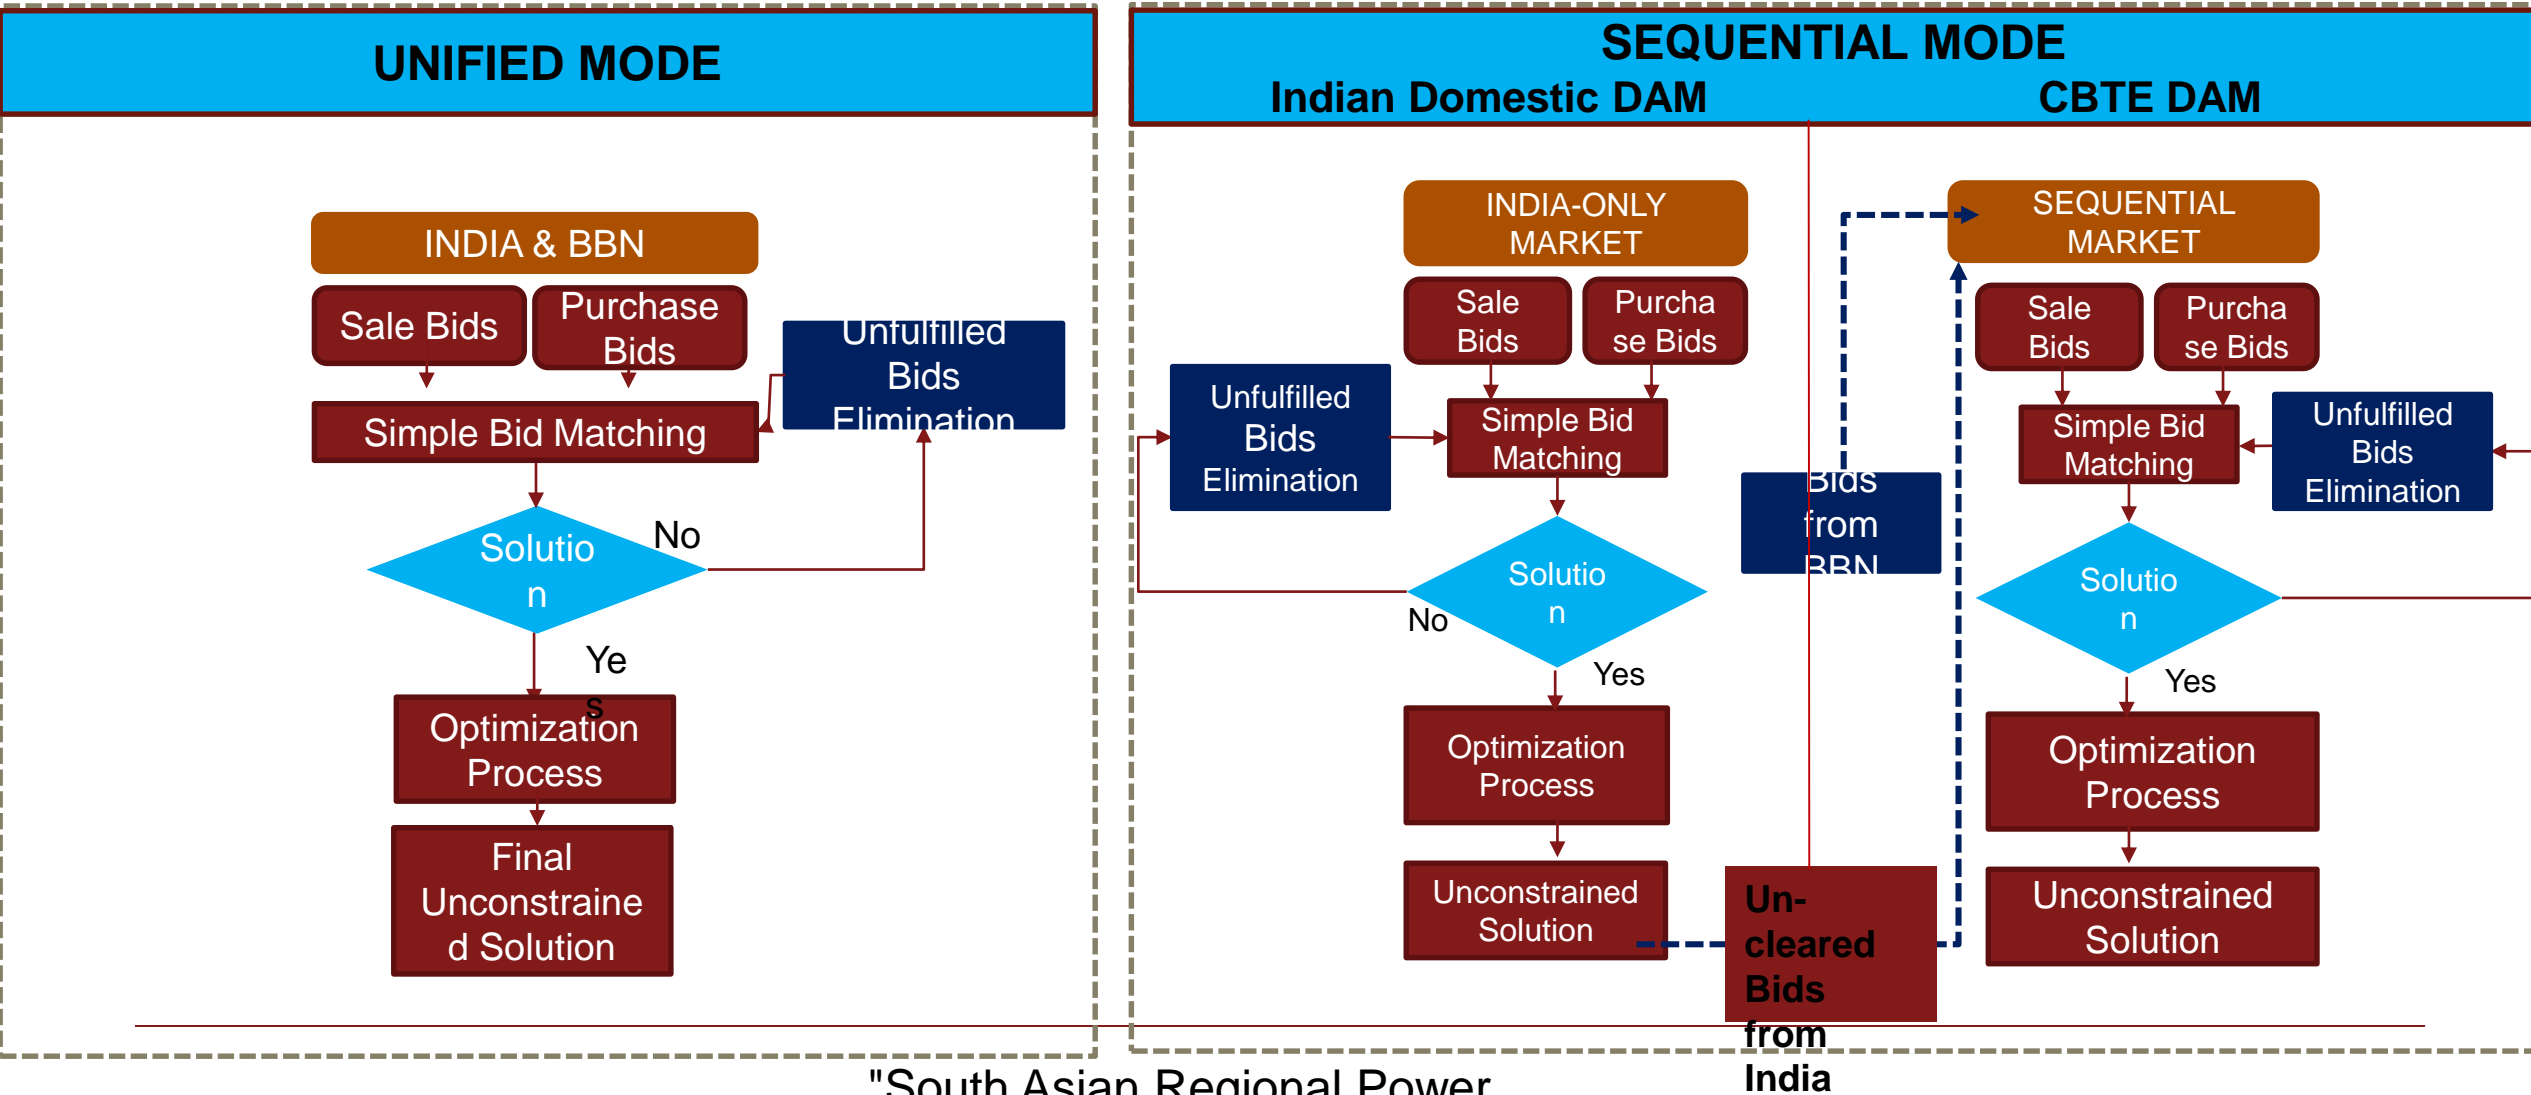 UNIFIED MODE
INDIA & BBN
Sale Bids
Purchase
Bids
Unfulfilled
Bids
Elimination
Simple Bid Matching
Solutio
n
No
Ye
s
Optimization
Process
Final
Unconstraine
d Solution
SEQUENTIAL MODE
Indian Domestic DAM
CBTE DAM
INDIA-ONLY
MARKET
Sale
Bids
Purcha
se Bids
Unfulfilled
Bids
Elimination
Simple Bid
Matching
Solutio
n
No
Yes
Optimization
Process
Unconstrained
Solution
Bids
from
BBN
Un-
cleared
Bids
from
India
SEQUENTIAL
MARKET
Sale
Bids
Purcha
se Bids
Simple Bid
Matching
Unfulfilled
Bids
Elimination
Solutio
n
Yes
Optimization
Process
Unconstrained
Solution
"South Asian Regional Power